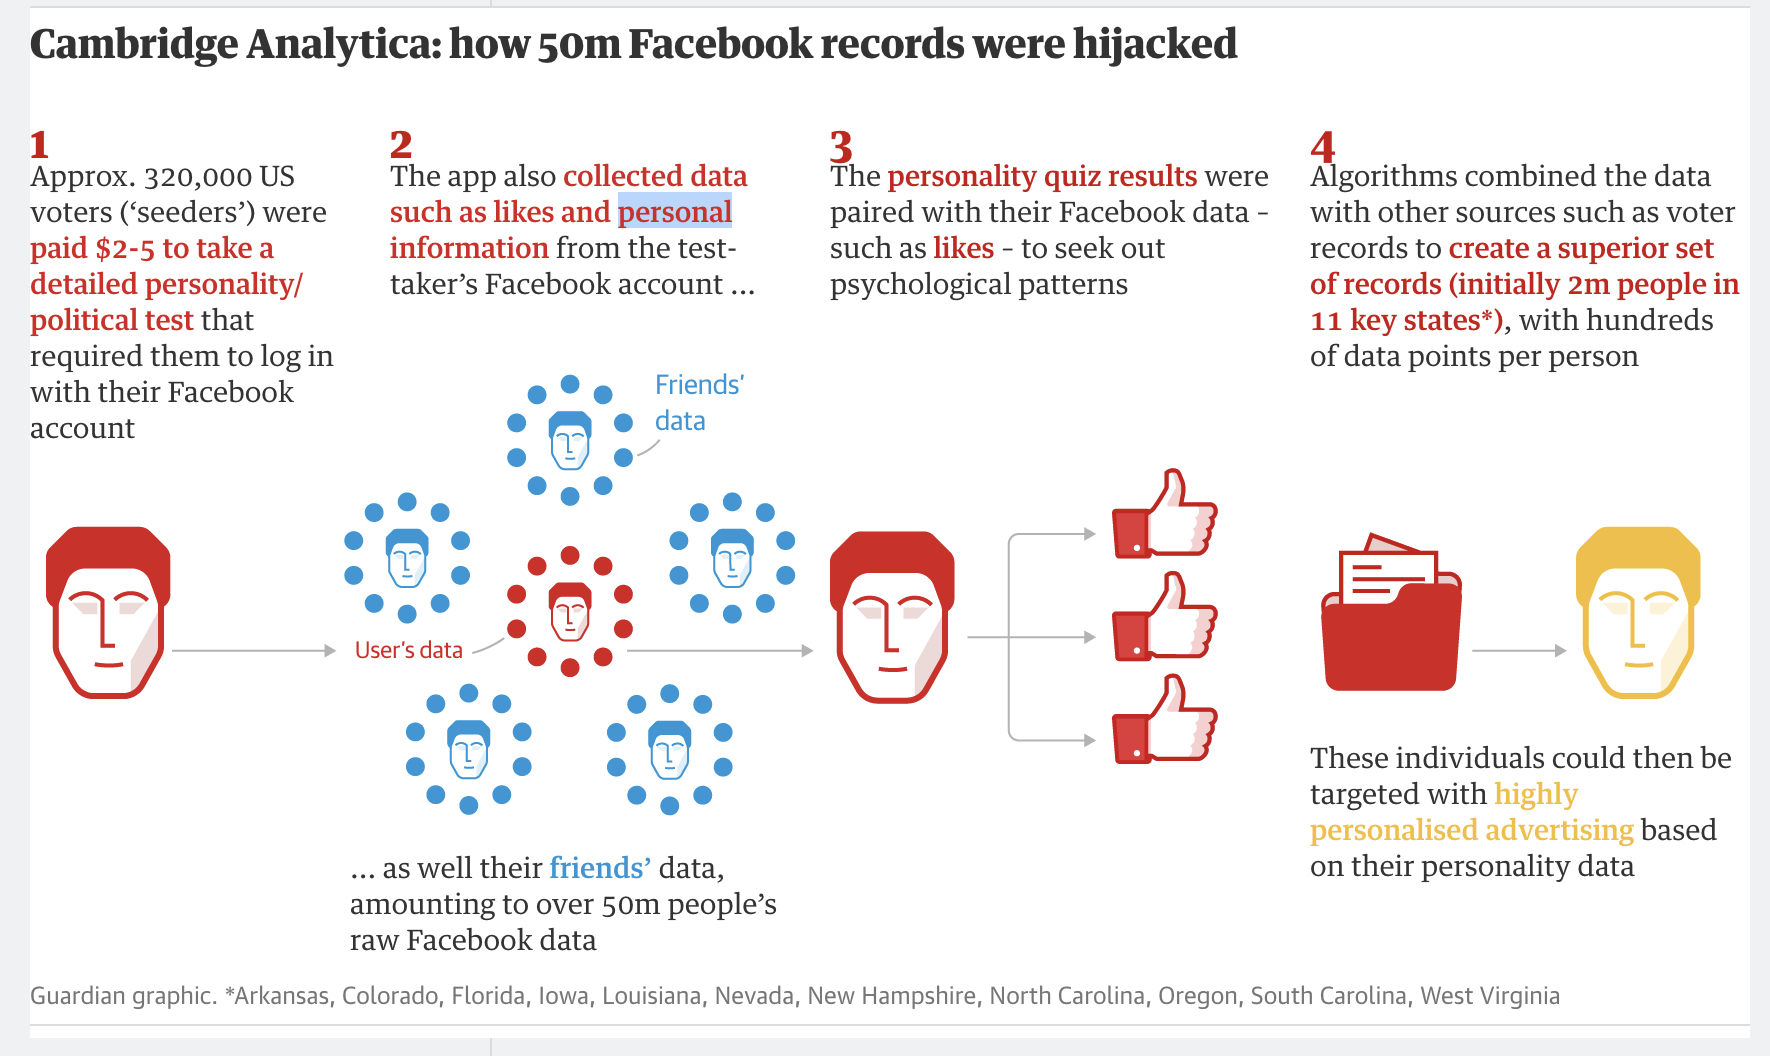 Cambridge Analytica: how 50m Facebook records were hijacked
1
Approx. 320,000 US
voters (‘seeders’) were
paid $2-5 to take a
detailed personality/
political test that
required them to log in
with their Facebook
account
2
The app also collected data
such as likes and personal
information from the test-
taker’s Facebook account ...
Friends’
data
User’s data
... as well their friends’ data,
amounting to over 50m people’s
raw Facebook data
3
The personality quiz results were
paired with their Facebook data –
such as likes – to seek out
psychological patterns
4
Algorithms combined the data
with other sources such as voter
records to create a superior set
of records (initially 2m people in
11 key states*), with hundreds
of data points per person
These individuals could then be
targeted with highly
personalised advertising based
on their personality data
Guardian graphic. *Arkansas, Colorado, Florida, Iowa, Louisiana, Nevada, New Hampshire, North Carolina, Oregon, South Carolina, West Virginia